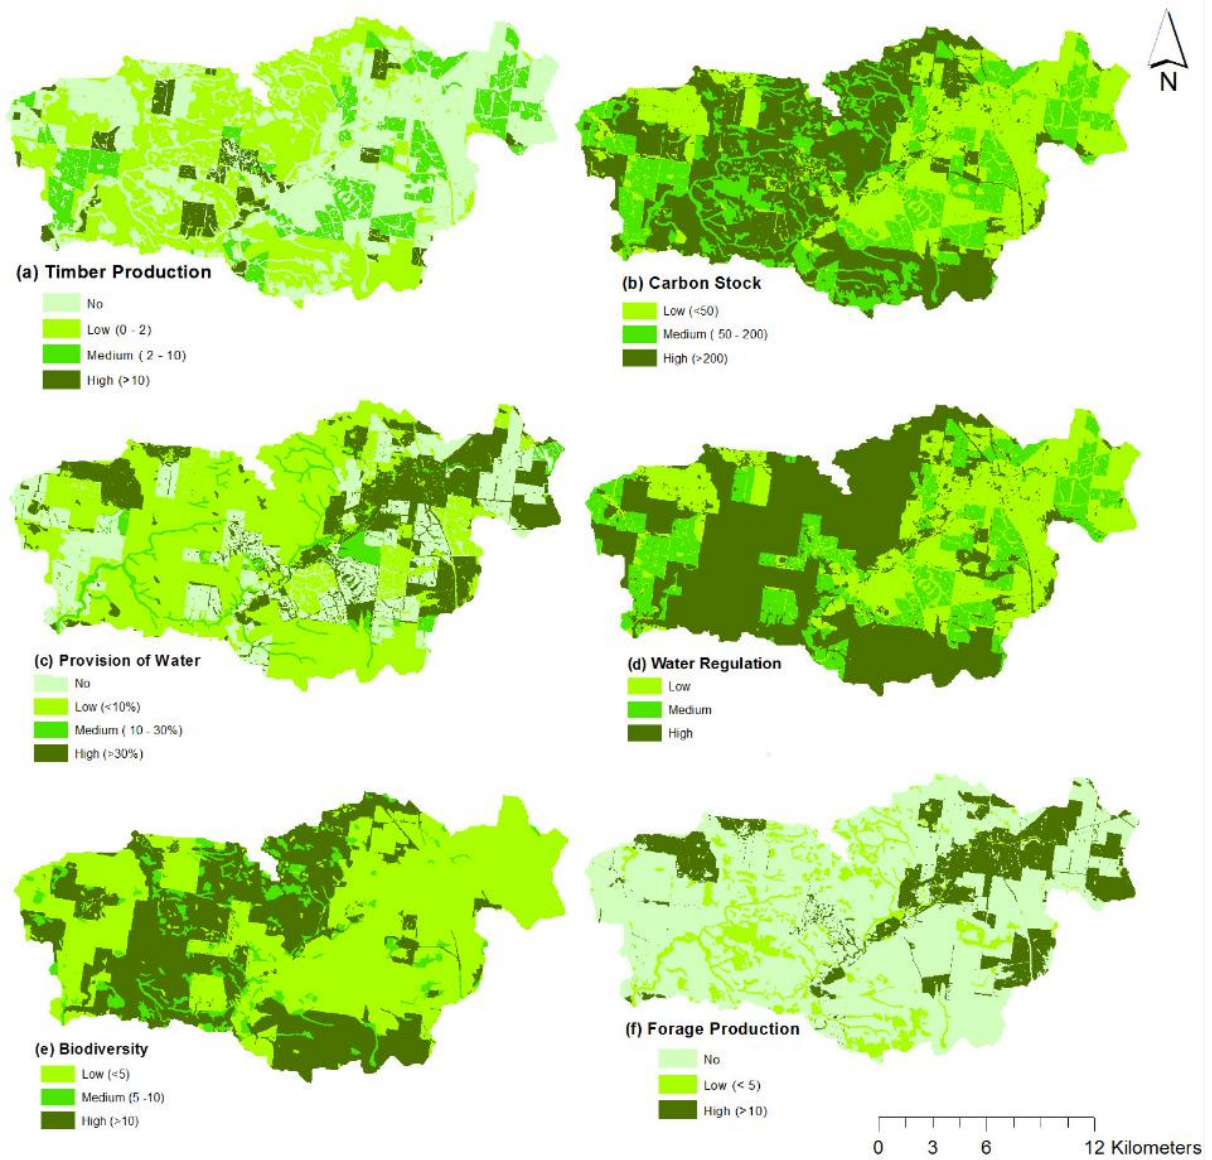 N
(a) Timber Production
No
Low (0 - 2)
Medium ( 2 - 10)
High (>10)
(b) Carbon Stock
Low (<50)
Medium ( 50 - 200)
High (>200)
(c) Provision of Water
No
Low (<10%)
Medium ( 10 - 30%)
High (>30%)
(d) Water Regulation
Low
Medium
High
(e) Biodiversity
Low (<5)
Medium (5 -10)
High (>10)
(f) Forage Production
No
Low (< 5)
High (>10)
0 3 6 12 Kilometers